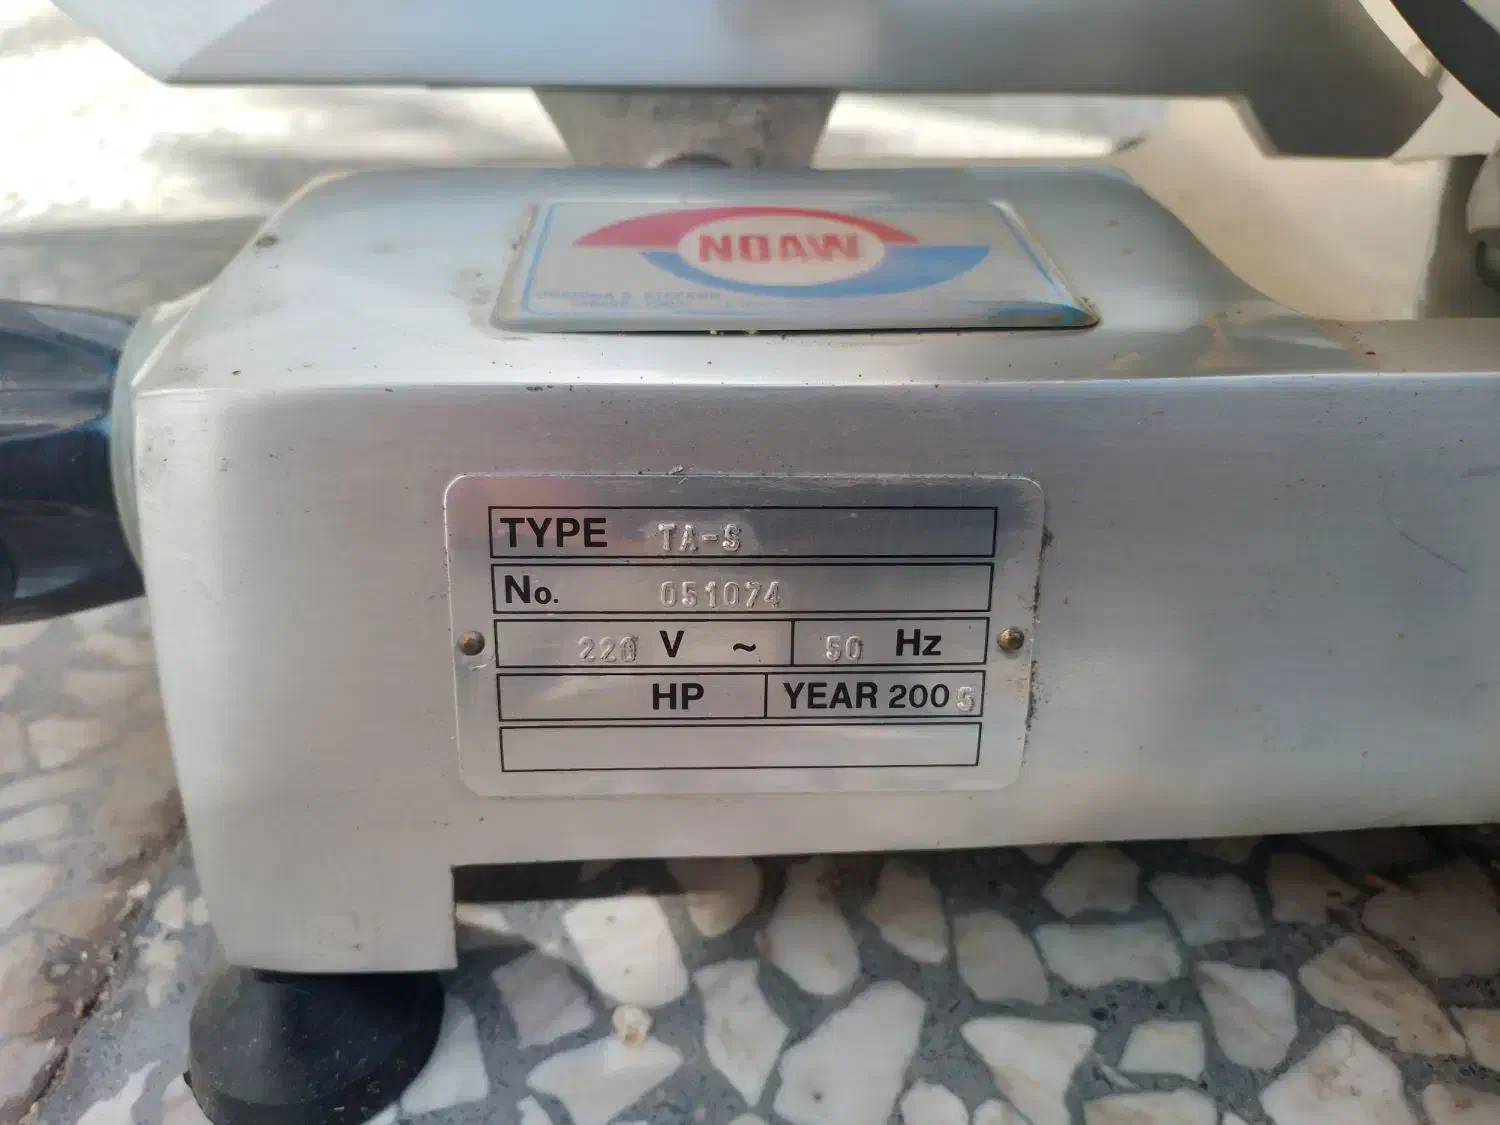 NOAW
TYPE TA-S
No. 051074
220 V ~ 50 Hz
HP YEAR 2005